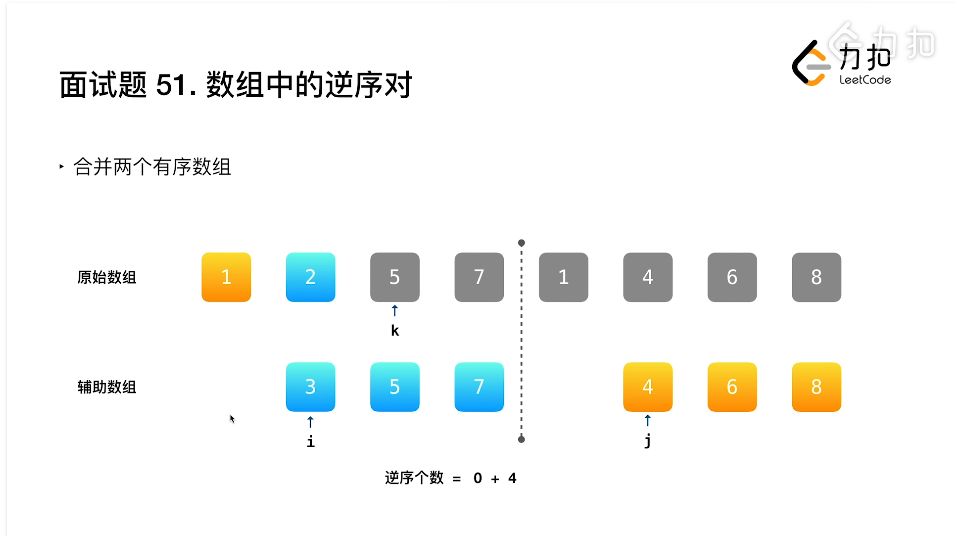 力扣
力扣
LeetCode
面试题 51. 数组中的逆序对
‣ 合并两个有序数组
原始数组 1 2 5 7 1 4 6 8
↑
k
辅助数组 3 5 7 4 6 8
↑ ↑
i j
逆序个数 = 0 + 4